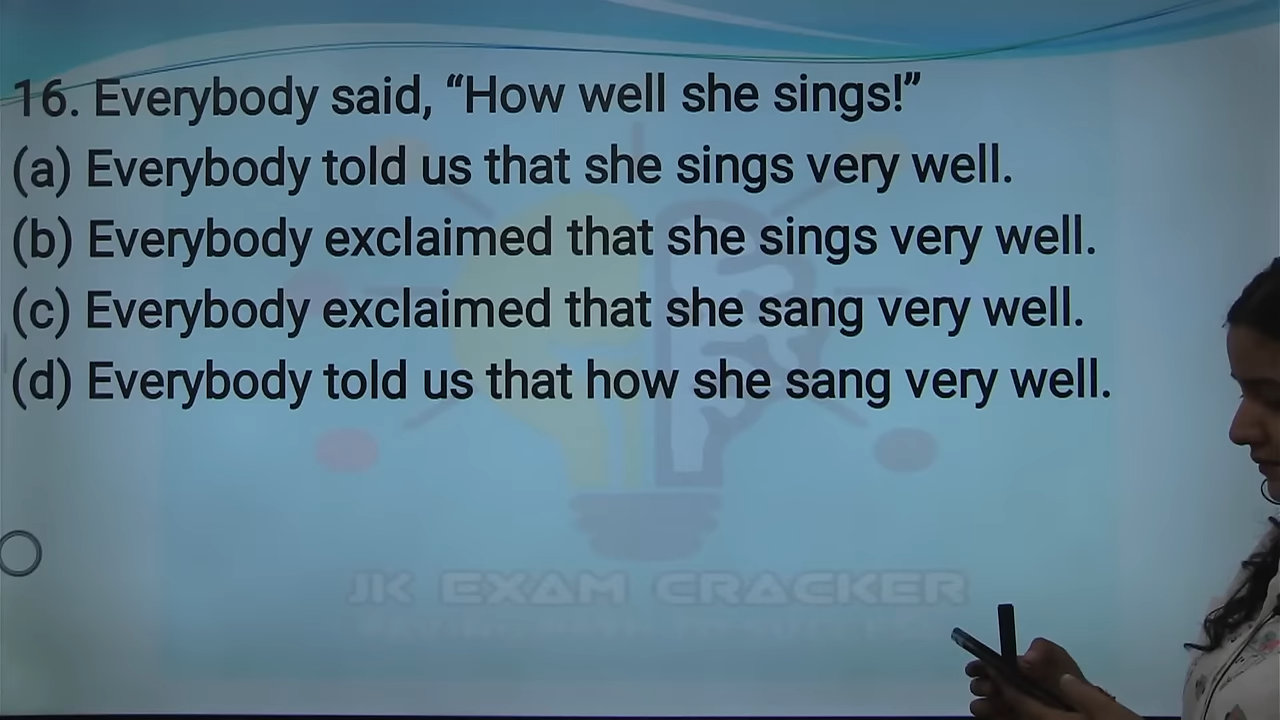 16. Everybody said, “How well she sings!”
(a) Everybody told us that she sings very well.
(b) Everybody exclaimed that she sings very well.
(c) Everybody exclaimed that she sang very well.
(d) Everybody told us that how she sang very well.
JK EXAM CRACKER